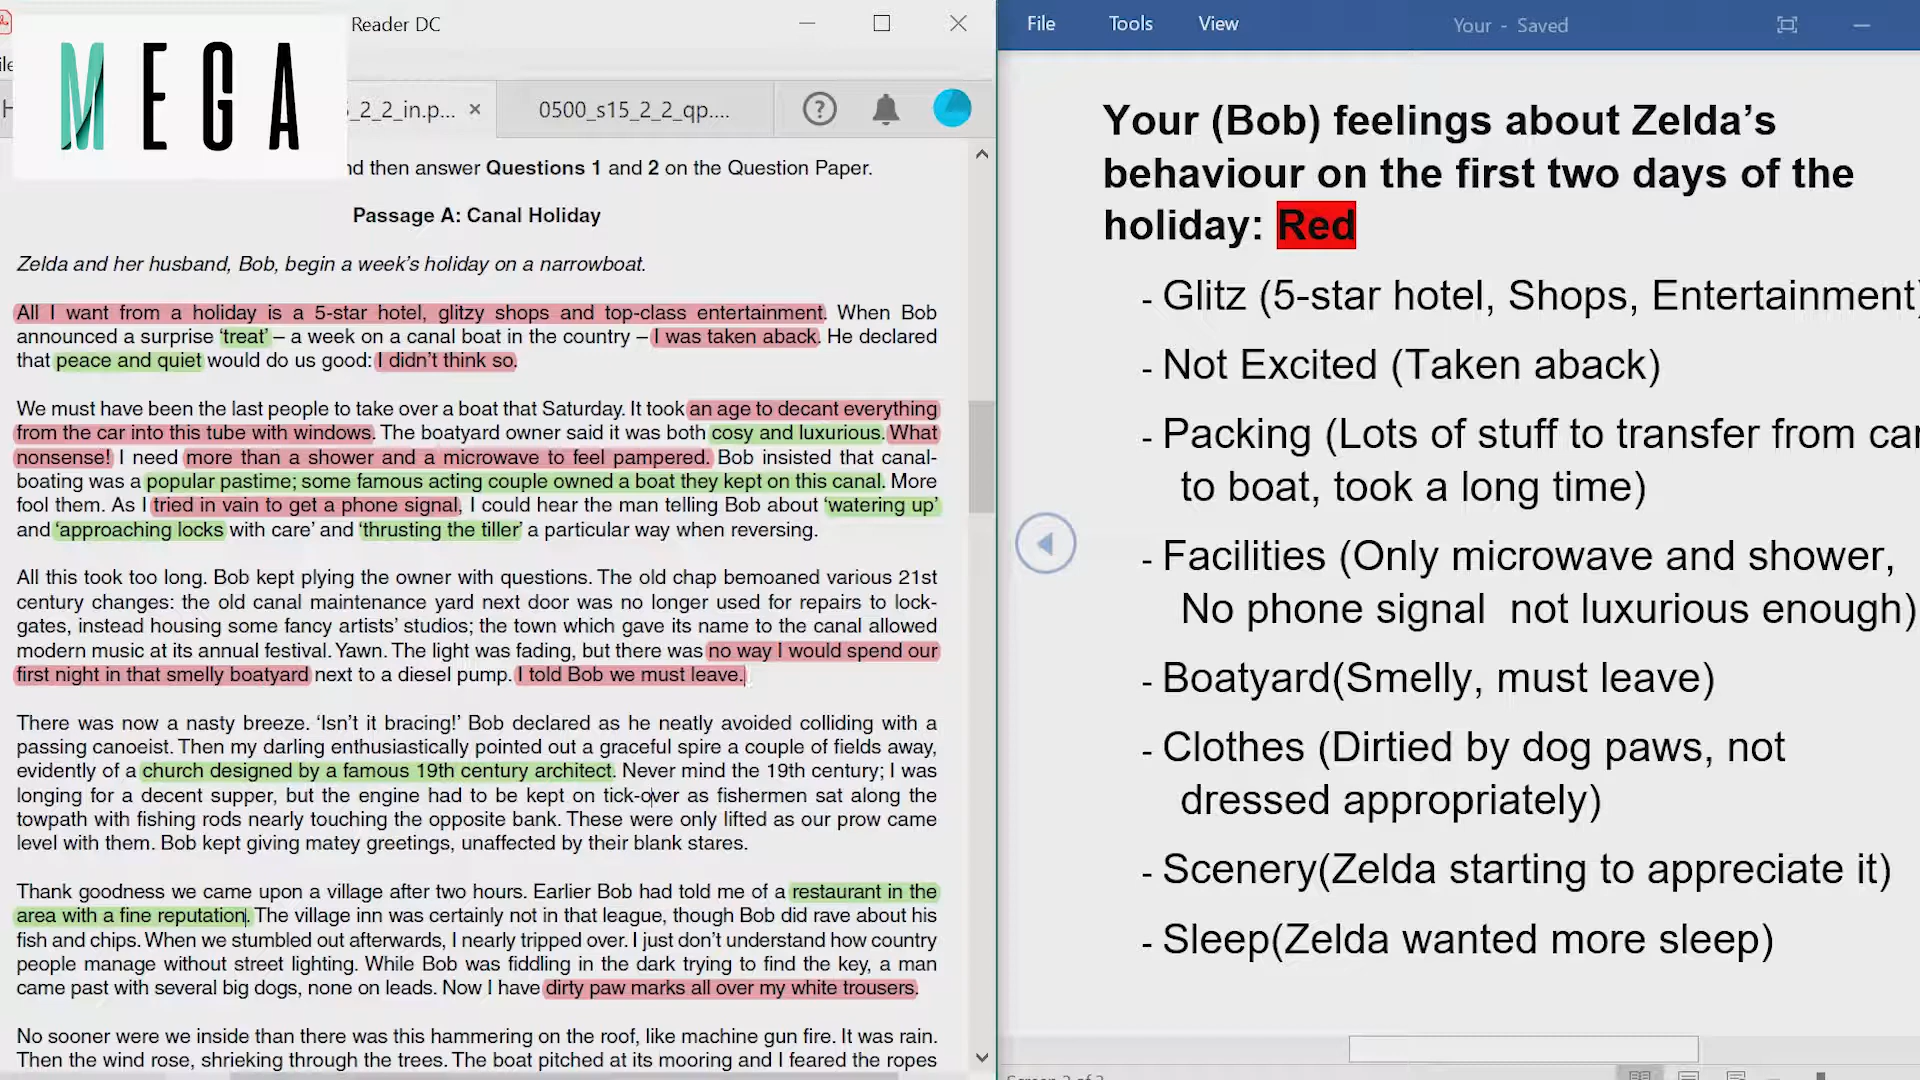 Reader DC
MEGA
_2_2_in.p...
0500_s15_2_2_qp....
File Tools View
Your - Saved
nd then answer Questions 1 and 2 on the Question Paper.
Passage A: Canal Holiday
Zelda and her husband, Bob, begin a week's holiday on a narrowboat.
All I want from a holiday is a 5-star hotel, glitzy shops and top-class entertainment. When Bob
announced a surprise 'treat' – a week on a canal boat in the country – I was taken aback. He declared
that peace and quiet would do us good: I didn't think so.
We must have been the last people to take over a boat that Saturday. It took an age to decant everything
from the car into this tube with windows. The boatyard owner said it was both cosy and luxurious. What
nonsense! I need more than a shower and a microwave to feel pampered. Bob insisted that canal-
boating was a popular pastime; some famous acting couple owned a boat they kept on this canal. More
fool them. As I tried in vain to get a phone signal, I could hear the man telling Bob about 'watering up'
and 'approaching locks with care' and 'thrusting the tiller' a particular way when reversing.
All this took too long. Bob kept plying the owner with questions. The old chap bemoaned various 21st
century changes: the old canal maintenance yard next door was no longer used for repairs to lock-
gates, instead housing some fancy artists' studios; the town which gave its name to the canal allowed
modern music at its annual festival. Yawn. The light was fading, but there was no way I would spend our
first night in that smelly boatyard next to a diesel pump. I told Bob we must leave.
There was now a nasty breeze. 'Isn't it bracing!' Bob declared as he neatly avoided colliding with a
passing canoeist. Then my darling enthusiastically pointed out a graceful spire a couple of fields away,
evidently of a church designed by a famous 19th century architect. Never mind the 19th century; I was
longing for a decent supper, but the engine had to be kept on tick-over as fishermen sat along the
towpath with fishing rods nearly touching the opposite bank. These were only lifted as our prow came
level with them. Bob kept giving matey greetings, unaffected by their blank stares.
Thank goodness we came upon a village after two hours. Earlier Bob had told me of a restaurant in the
area with a fine reputation. The village inn was certainly not in that league, though Bob did rave about his
fish and chips. When we stumbled out afterwards, I nearly tripped over. I just don't understand how country
people manage without street lighting. While Bob was fiddling in the dark trying to find the key, a man
came past with several big dogs, none on leads. Now I have dirty paw marks all over my white trousers.
No sooner were we inside than there was this hammering on the roof, like machine gun fire. It was rain.
Then the wind rose, shrieking through the trees. The boat pitched at its mooring and I feared the ropes
Your (Bob) feelings about Zelda's
behaviour on the first two days of the
holiday: Red
- Glitz (5-star hotel, Shops, Entertainment)
- Not Excited (Taken aback)
- Packing (Lots of stuff to transfer from car
to boat, took a long time)
- Facilities (Only microwave and shower,
No phone signal not luxurious enough)
- Boatyard(Smelly, must leave)
- Clothes (Dirtied by dog paws, not
dressed appropriately)
- Scenery(Zelda starting to appreciate it)
- Sleep(Zelda wanted more sleep)